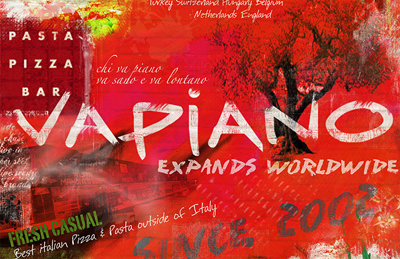 Turkey Switzerland Hungary Belgium
Netherlands England
PASTA
PIZZA
BAR
chi va piano
va sano e va lontano
VAPIANO
EXPANDS WORLDWIDE
FRESH CASUAL
Best Italian Pizza & Pasta outside of Italy
SINCE 2002